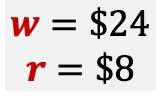 w = $24
r = $8